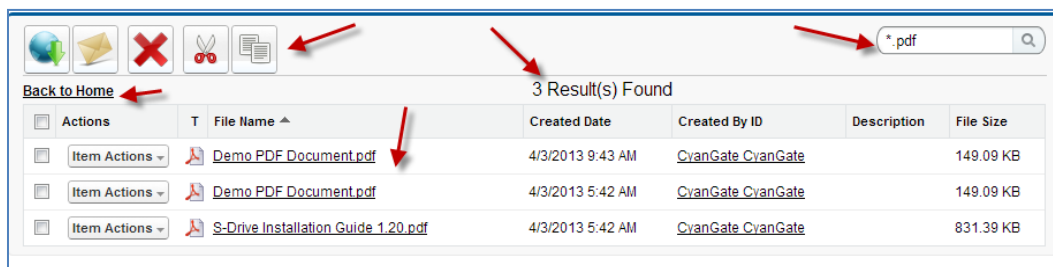 *.pdf
Back to Home
3 Result(s) Found
Actions T File Name Created Date Created By ID Description File Size
Item Actions Demo PDF Document.pdf 4/3/2013 9:43 AM CyanGate CyanGate 149.09 KB
Item Actions Demo PDF Document.pdf 4/3/2013 5:42 AM CyanGate CyanGate 149.09 KB
Item Actions S-Drive Installation Guide 1.20.pdf 4/3/2013 5:42 AM CyanGate CyanGate 831.39 KB